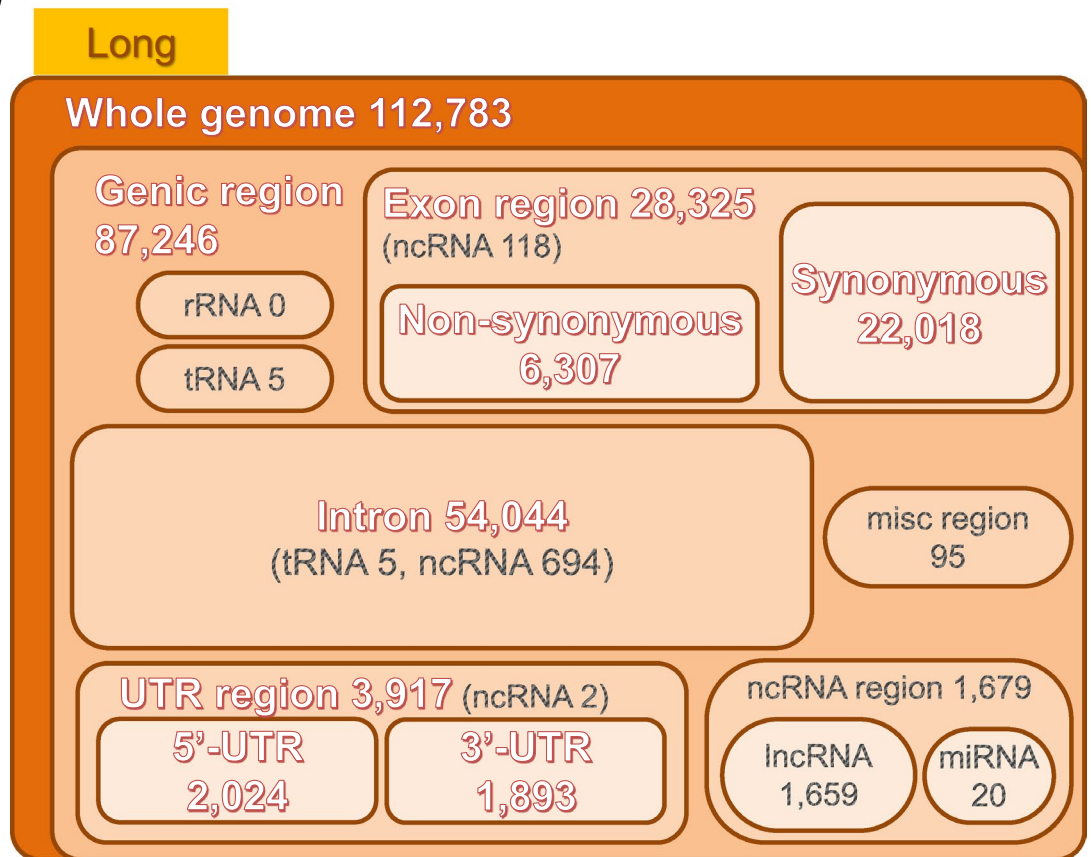 Long
Whole genome 112,783
Genic region
87,246
rRNA 0
tRNA 5
Exon region 28,325
(ncRNA 118)
Non-synonymous
6,307
Synonymous
22,018
Intron 54,044
(tRNA 5, ncRNA 694)
misc region
95
UTR region 3,917 (ncRNA 2)
5’-UTR
2,024
3’-UTR
1,893
ncRNA region 1,679
lncRNA
1,659
miRNA
20